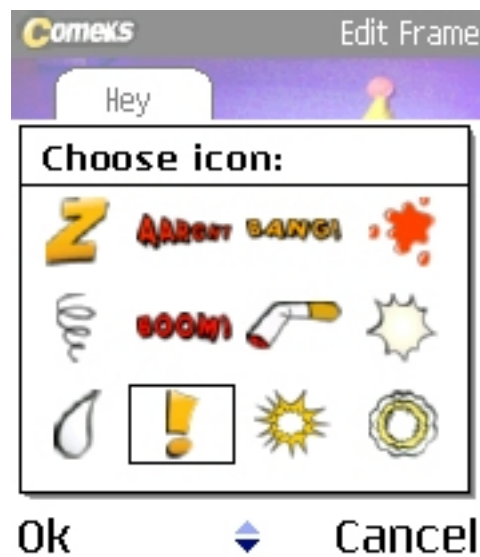 Comeks Edit Frame
Hey
Choose icon:
Z AARGH! BANG!
BOOM!
!
Ok Cancel